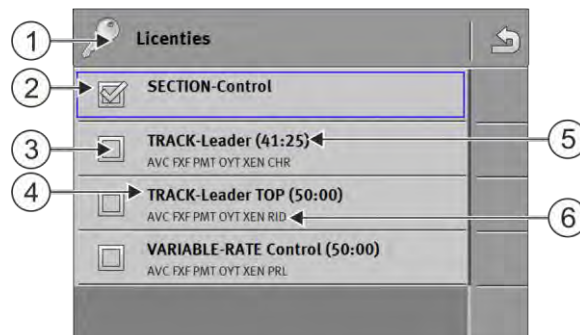 Licenties
SECTION-Control
TRACK-Leader (41:25)
AVC FXF PMT OYT XEN CHR
TRACK-Leader TOP (50:00)
AVC FXF PMT OYT XEN RID
VARIABLE-RATE Control (50:00)
AVC FXF PMT OYT XEN PRL
1
2
3
4
5
6